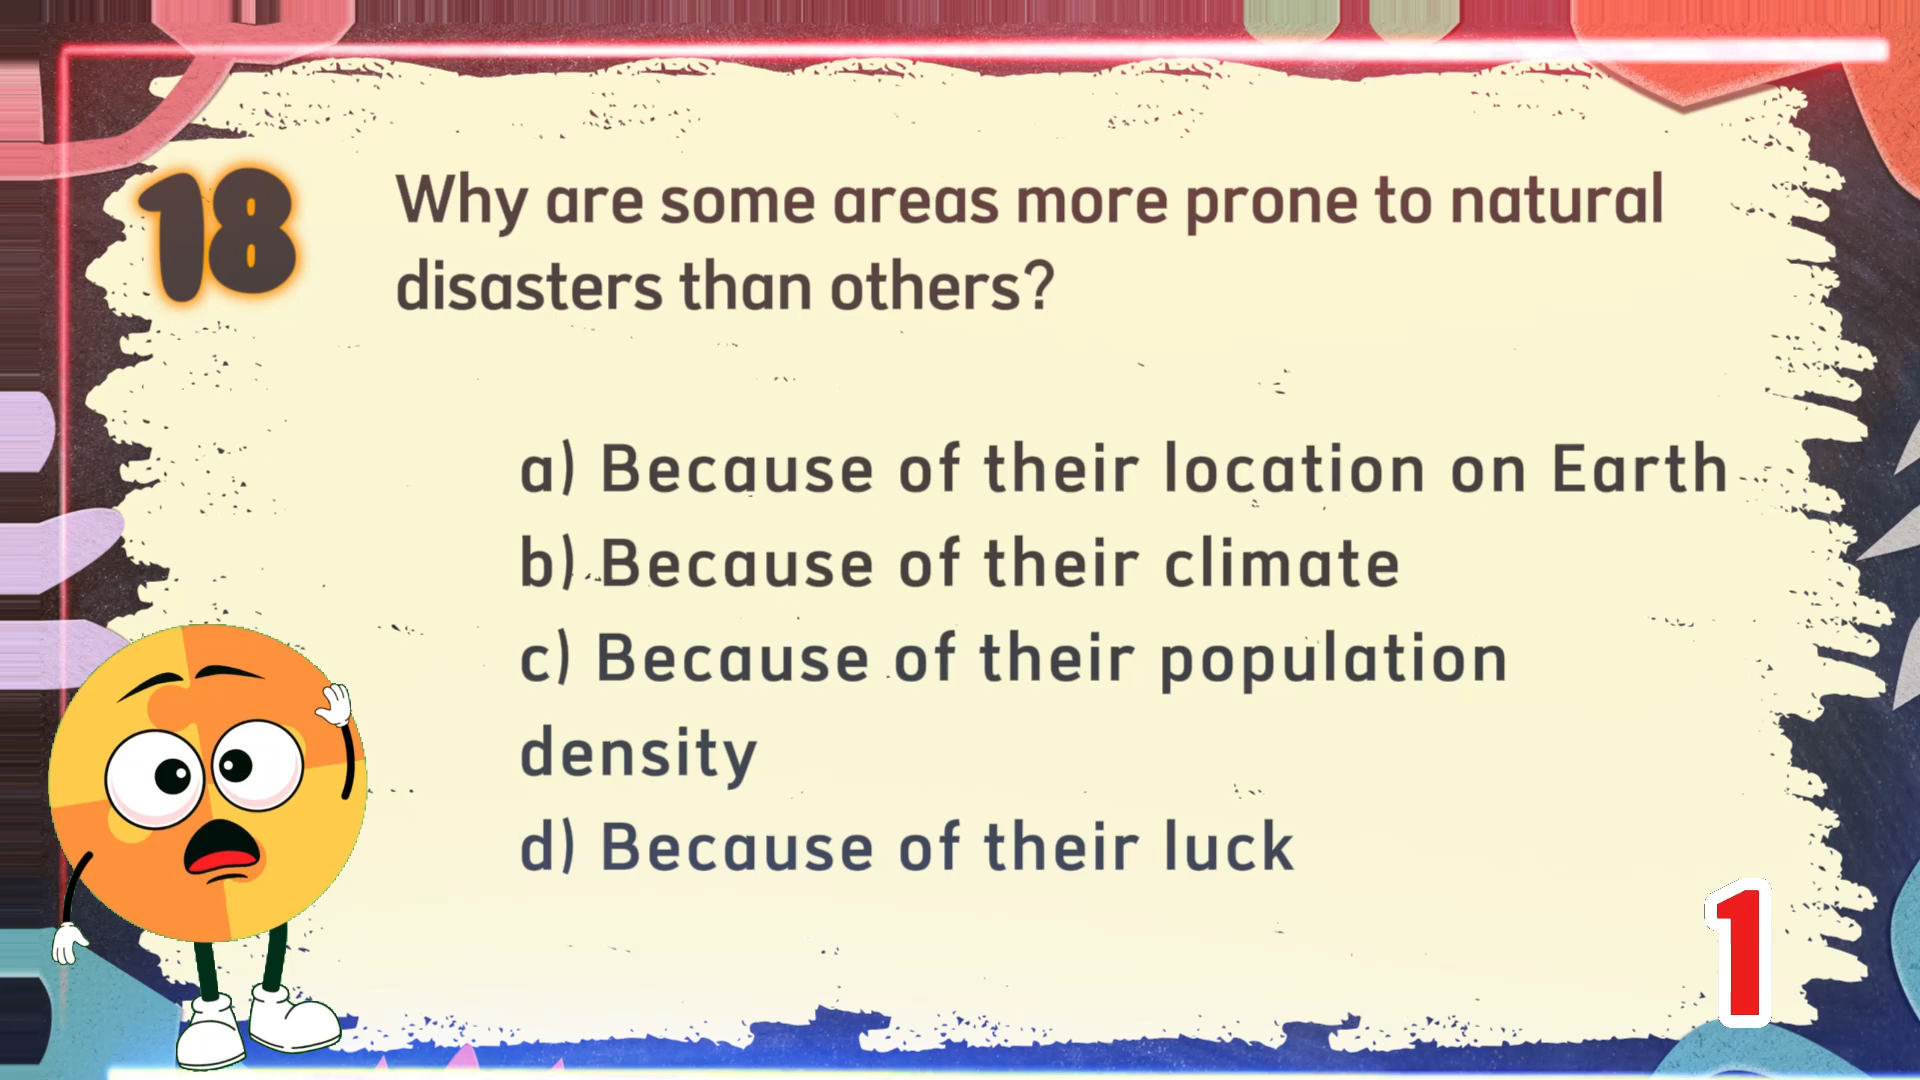 18
Why are some areas more prone to natural
disasters than others?
a) Because of their location on Earth
b) Because of their climate
c) Because of their population
density
d) Because of their luck
1